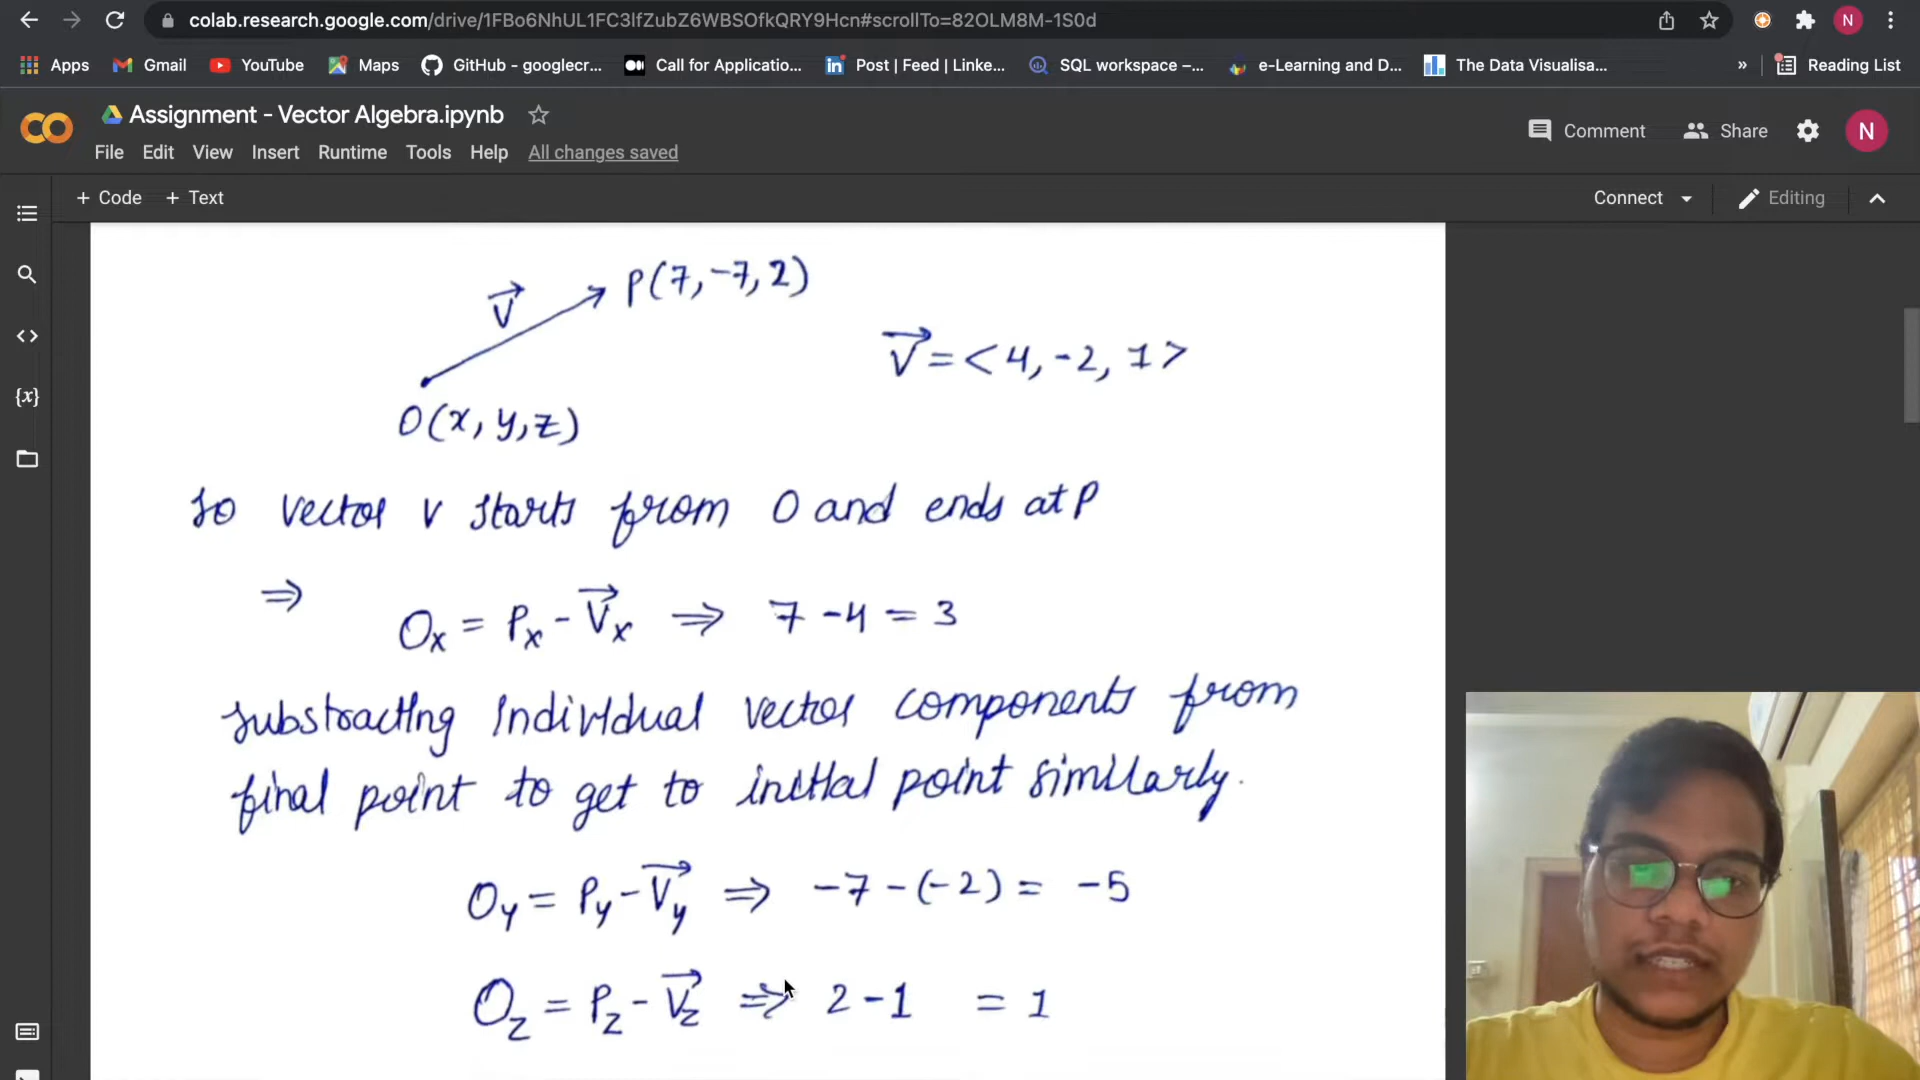 colab.research.google.com/drive/1FBo6NhUL1FC3lfZubZ6WBSOfkQRY9Hcn#scrollTo=82OLM8M-1S0d
N
Apps Gmail YouTube Maps GitHub - googlecr... Call for Applicatio... Post | Feed | Linke... SQL workspace –... e-Learning and D... The Data Visualisa... » Reading List
Assignment - Vector Algebra.ipynb
File Edit View Insert Runtime Tools Help All changes saved
Comment Share N
+ Code + Text Connect Editing
{x}
V P(7,-7,2)
V = <4,-2, 1>
O(x, y, z)
So vector v starts from O and ends at P
⇒ Ox = Px - Vx ⇒ 7 - 4 = 3
Substracting individual vector components from
final point to get to initial point similarly.
Oy = Py - Vy ⇒ -7 - (-2) = -5
Oz = Pz - Vz ⇒ 2 - 1 = 1